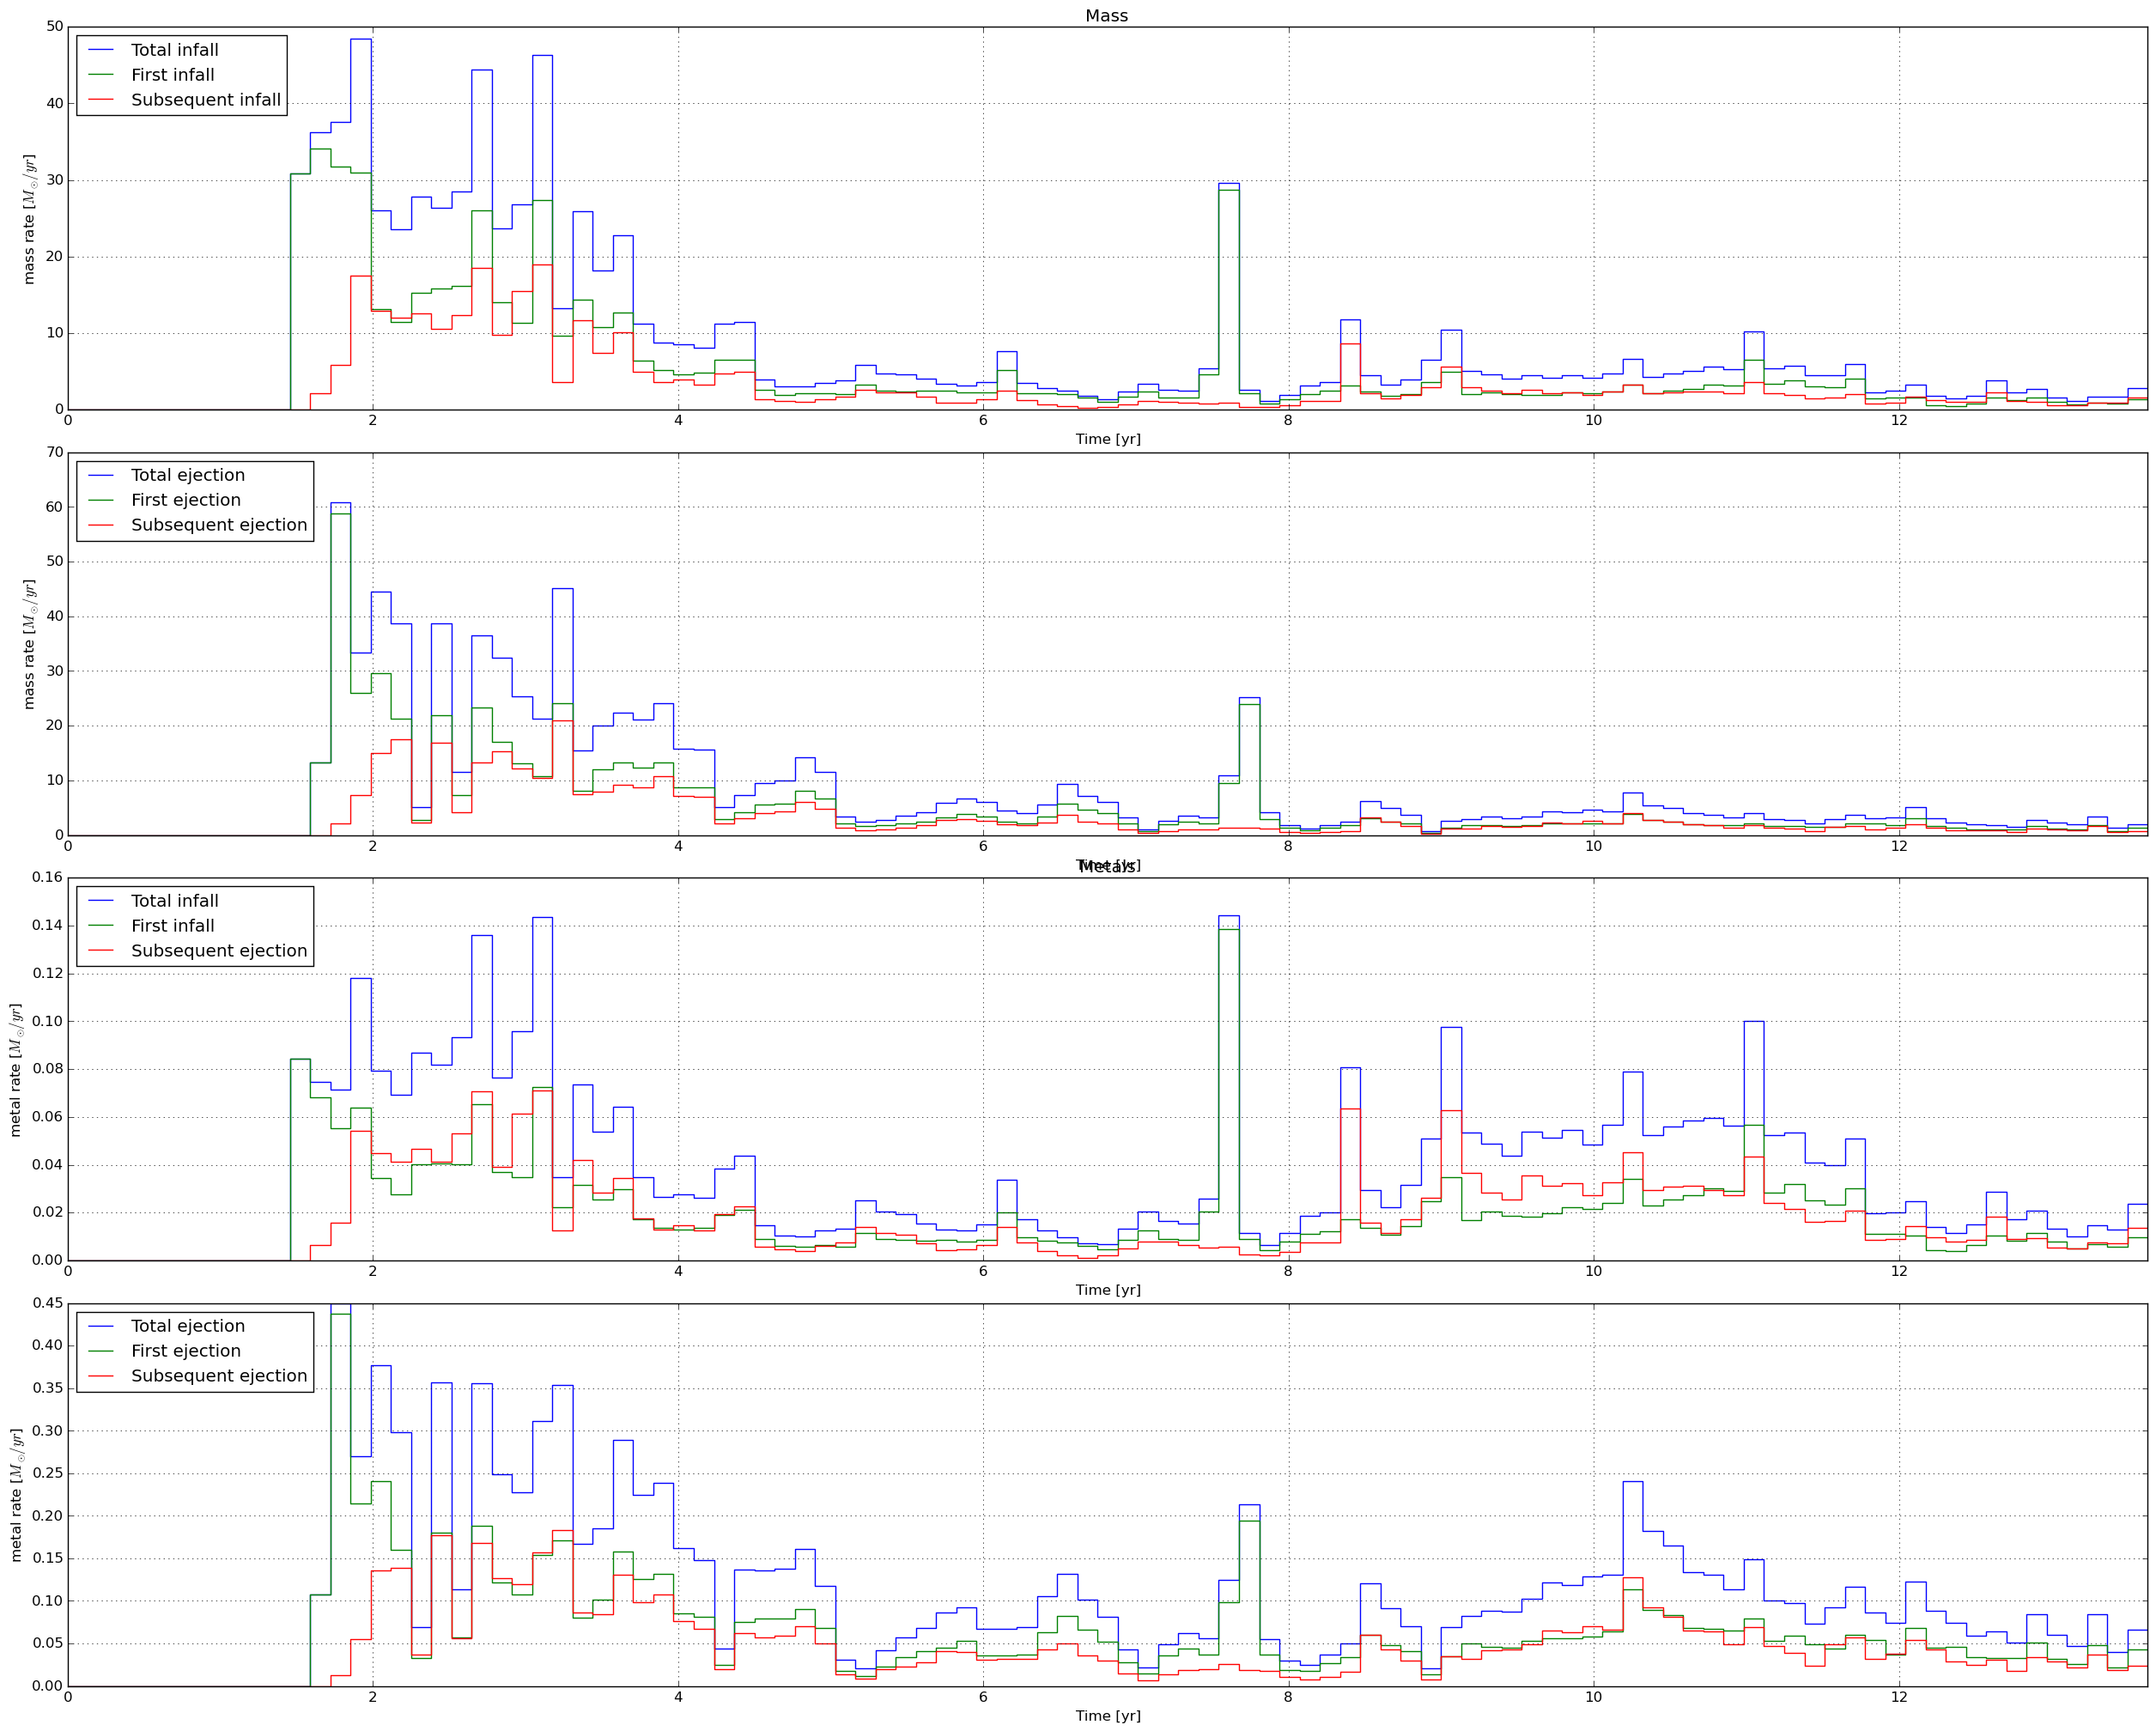 Mass
50
40
30
20
10
0
mass rate [M⊙/yr]
Total infall
First infall
Subsequent infall
0 2 4 6 8 10 12
Time [yr]
70
60
50
40
30
20
10
0
mass rate [M⊙/yr]
Total ejection
First ejection
Subsequent ejection
0 2 4 6 8 10 12
Time [yr]
Metals
0.16
0.14
0.12
0.10
0.08
0.06
0.04
0.02
0.00
metal rate [M⊙/yr]
Total infall
First infall
Subsequent ejection
0 2 4 6 8 10 12
Time [yr]
0.45
0.40
0.35
0.30
0.25
0.20
0.15
0.10
0.05
0.00
metal rate [M⊙/yr]
Total ejection
First ejection
Subsequent ejection
0 2 4 6 8 10 12
Time [yr]